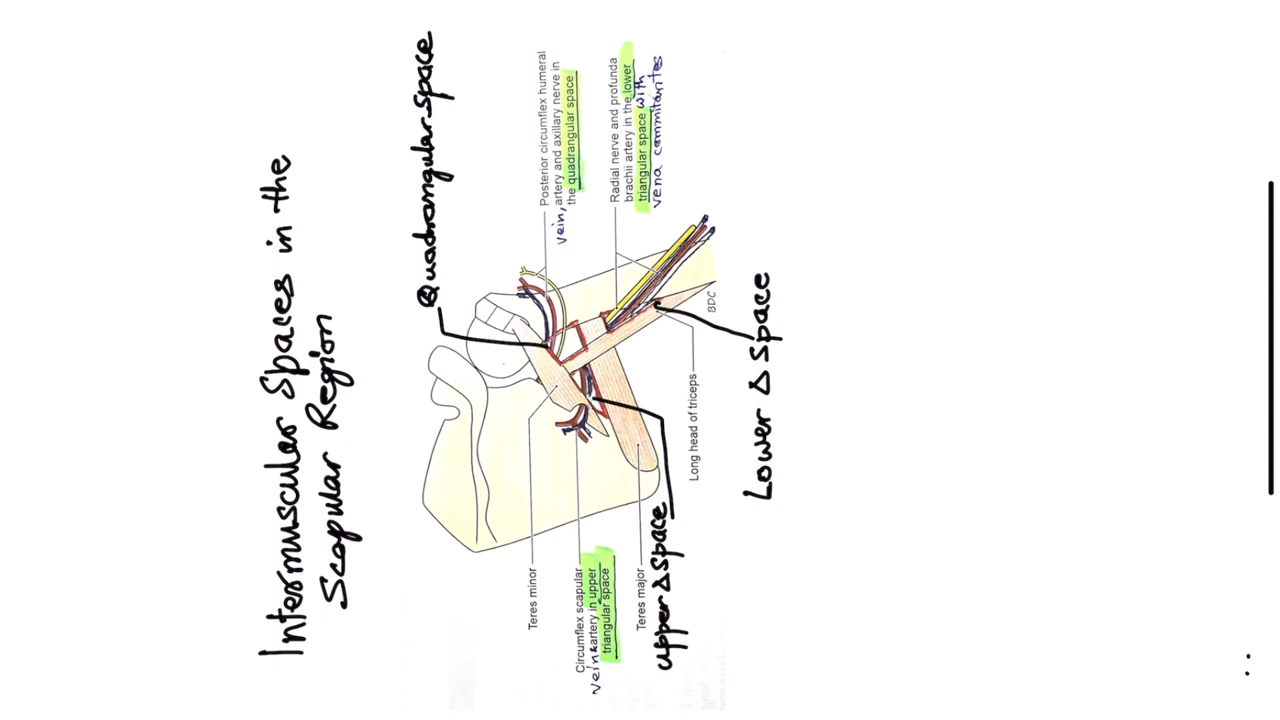 Intermuscular Spaces in the
Scapular Region
Quadrangular space
Posterior circumflex humeral
vein, artery and axillary nerve in
the quadrangular space
Radial nerve and profunda
brachii artery in the lower
triangular space with
vena commitantes
BDC
Lower Δ Space
Long head of triceps
Teres minor
Circumflex scapular
vein & artery in upper
triangular space
Teres major
upper Δ space